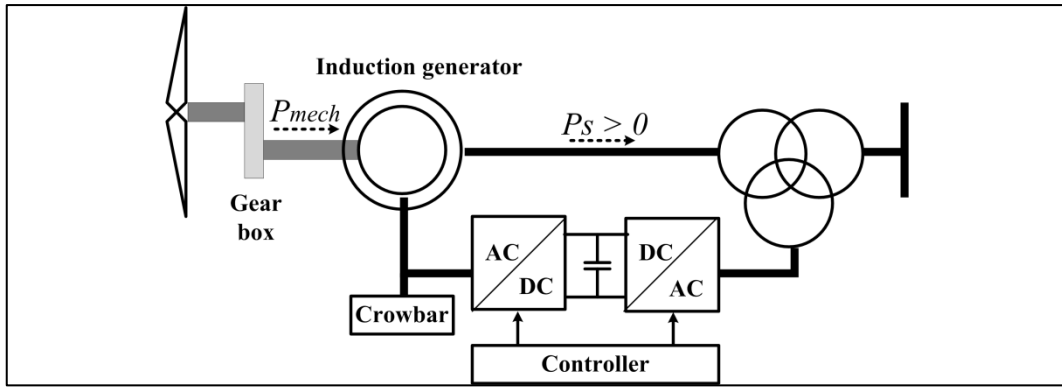 Induction generator
Pmech
Ps > 0
Gear
box
AC
DC
DC
AC
Crowbar
Controller